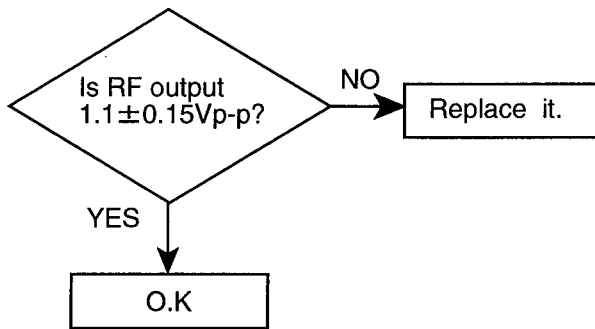 Is RF output
1.1±0.15Vp-p?
NO
Replace it.
YES
O.K